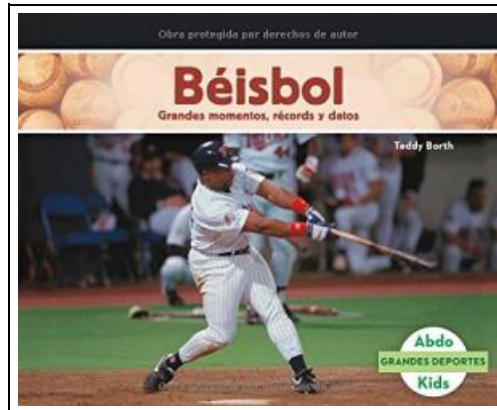 Obra protegida por derechos de autor
Béisbol
Grandes momentos, récords y datos
Teddy Borth
Abdo
GRANDES DEPORTES
Kids